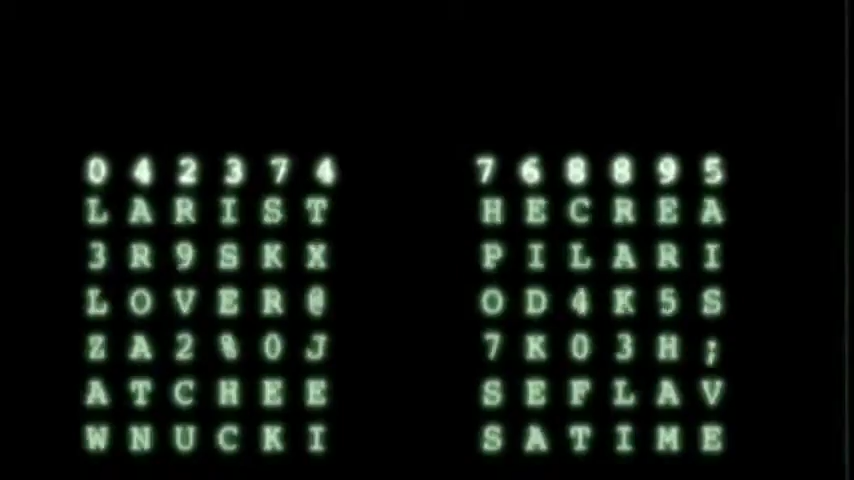 0 4 2 3 7 4 7 6 8 8 9 5
L A R I S T H E C R E A
3 R 9 S K X P I L A R I
L O V E R @ O D 4 K 5 S
Z A 2 % 0 J 7 K 0 3 H ;
A T C H E E S E F L A V
W N U C K I S A T I M E